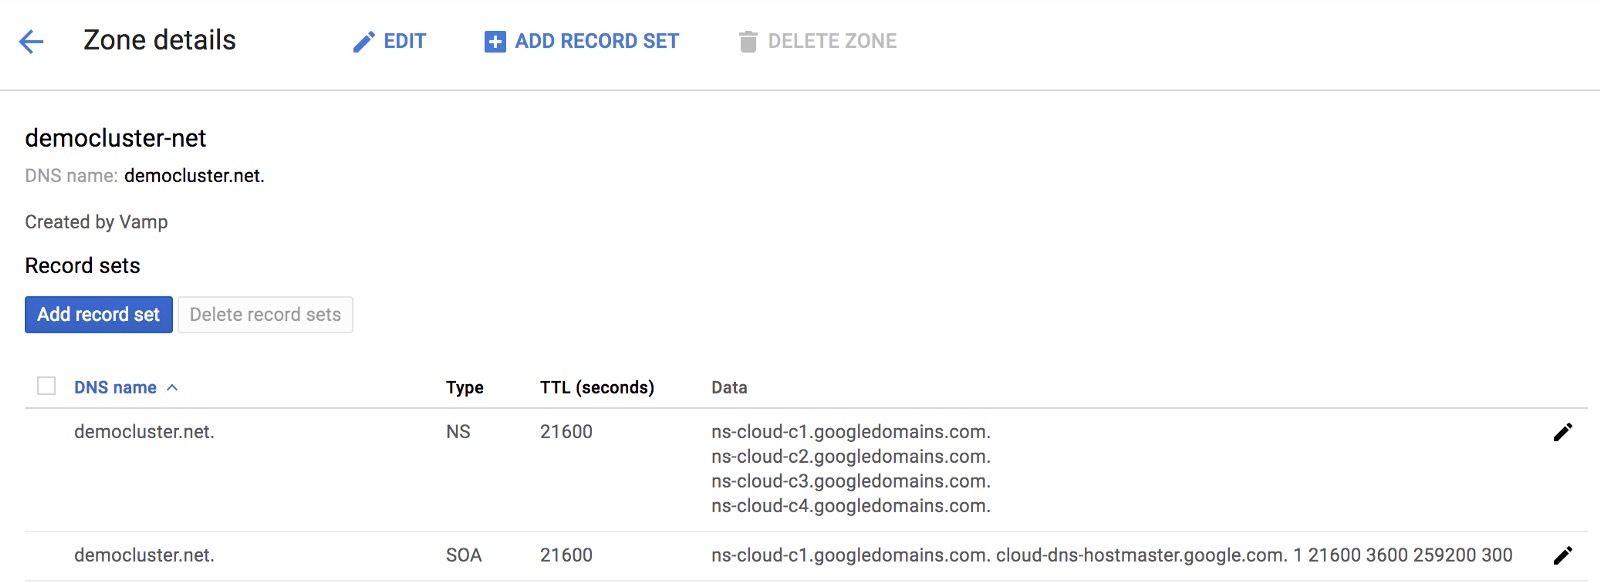 Zone details EDIT ADD RECORD SET DELETE ZONE
democluster-net
DNS name: democluster.net.
Created by Vamp
Record sets
Add record set Delete record sets
DNS name Type TTL (seconds) Data
democluster.net. NS 21600 ns-cloud-c1.googledomains.com.
ns-cloud-c2.googledomains.com.
ns-cloud-c3.googledomains.com.
ns-cloud-c4.googledomains.com.
democluster.net. SOA 21600 ns-cloud-c1.googledomains.com. cloud-dns-hostmaster.google.com. 1 21600 3600 259200 300